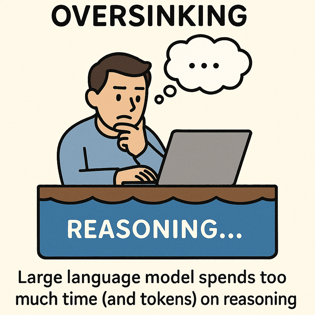 OVERSINKING
...
REASONING...
Large language model spends too
much time (and tokens) on reasoning